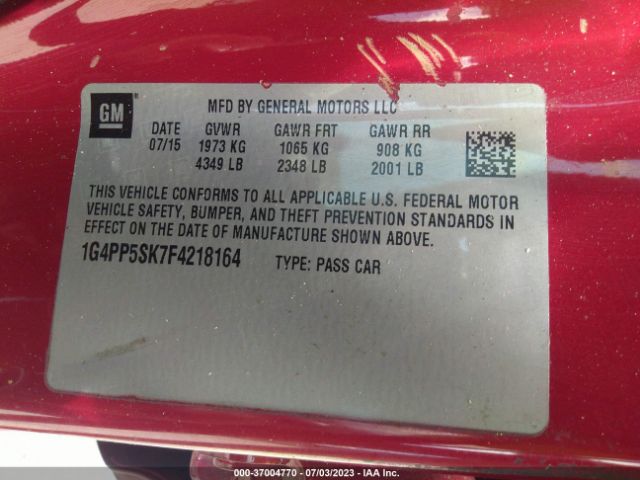 GM
MFD BY GENERAL MOTORS LLC
DATE GVWR GAWR FRT GAWR RR
07/15 1973 KG 1065 KG 908 KG
4349 LB 2348 LB 2001 LB
THIS VEHICLE CONFORMS TO ALL APPLICABLE U.S. FEDERAL MOTOR
VEHICLE SAFETY, BUMPER, AND THEFT PREVENTION STANDARDS IN
EFFECT ON THE DATE OF MANUFACTURE SHOWN ABOVE.
1G4PP5SK7F4218164 TYPE: PASS CAR
STOCK#: 37004770 - 07/03/2023 - IAA Inc.